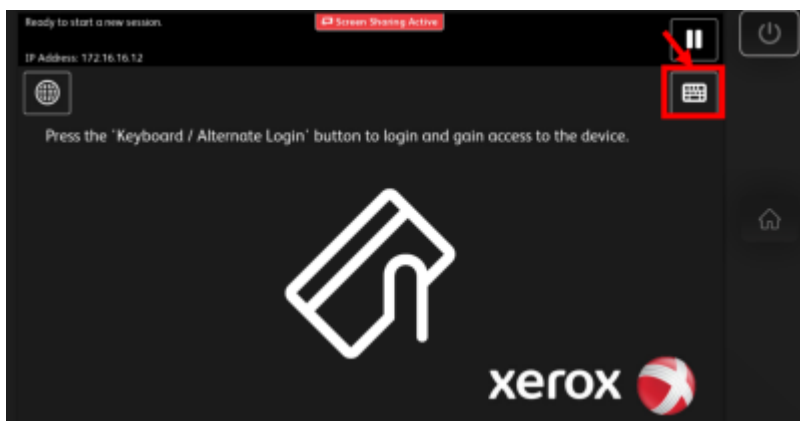 Ready to start a new session.
Screen Sharing Active
IP Address: 172.16.16.12
Press the 'Keyboard / Alternate Login' button to login and gain access to the device.
xerox